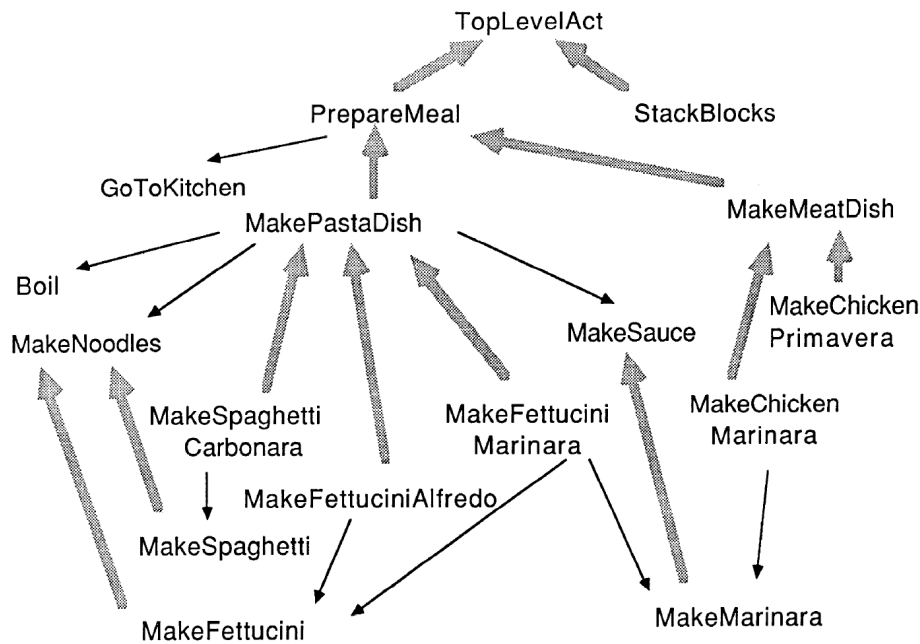 TopLevelAct
PrepareMeal
StackBlocks
GoToKitchen
MakePastaDish
MakeMeatDish
Boil
MakeNoodles
MakeSauce
MakeChicken
Primavera
MakeSpaghetti
Carbonara
MakeFettucini
Marinara
MakeChicken
Marinara
MakeFettuciniAlfredo
MakeSpaghetti
MakeFettucini
MakeMarinara